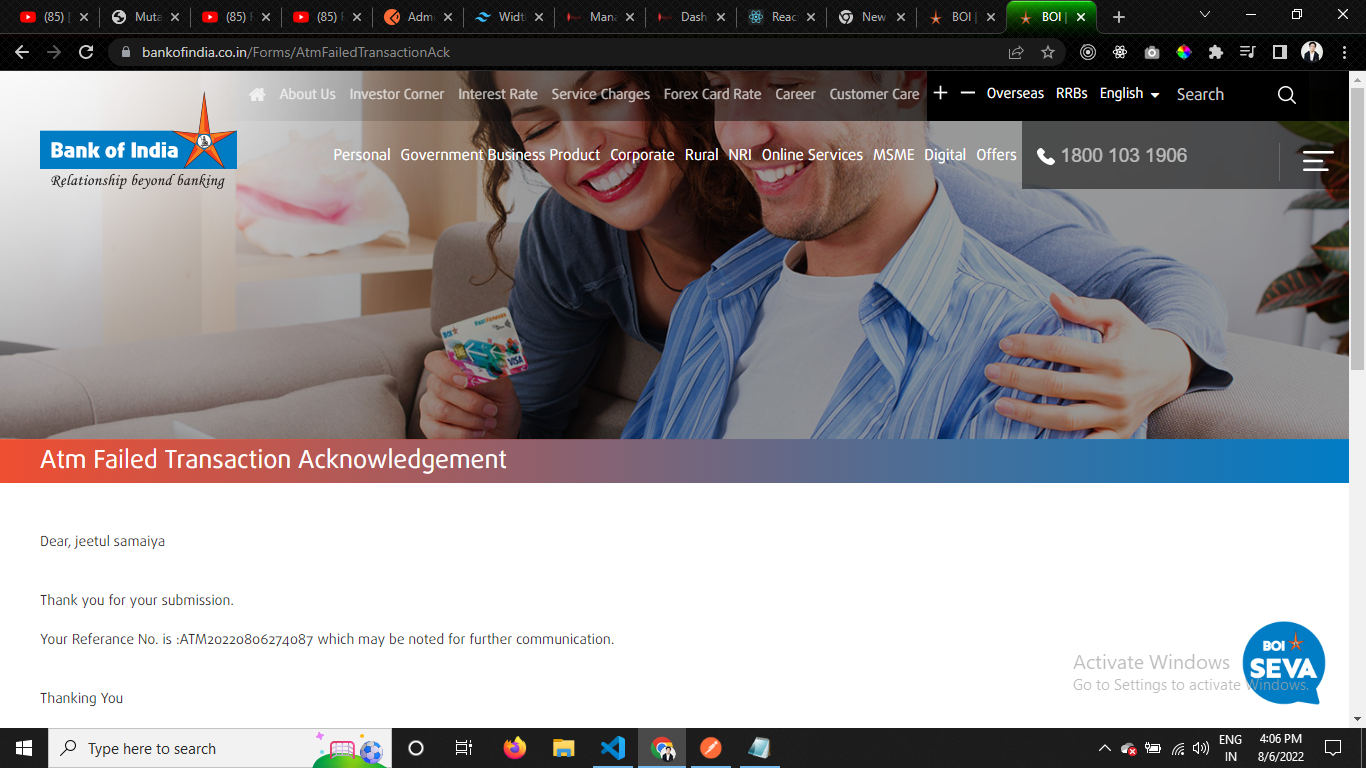 (85)
Muta
(85)
(85)
Adm
Widt
Man
Dash
Reac
New
BOI |
BOI |
bankofindia.co.in/Forms/AtmFailedTransactionAck
About Us Investor Corner Interest Rate Service Charges Forex Card Rate Career Customer Care + — Overseas RRBs English Search
Bank of India
Relationship beyond banking
Personal Government Business Product Corporate Rural NRI Online Services MSME Digital Offers
1800 103 1906
BOI
VISA
Atm Failed Transaction Acknowledgement
Dear, jeetul samaiya
Thank you for your submission.
Your Referance No. is :ATM20220806274087 which may be noted for further communication.
BOI
SEVA
Activate Windows
Go to Settings to activate Windows.
Thanking You
Type here to search
ENG
IN
4:06 PM
8/6/2022